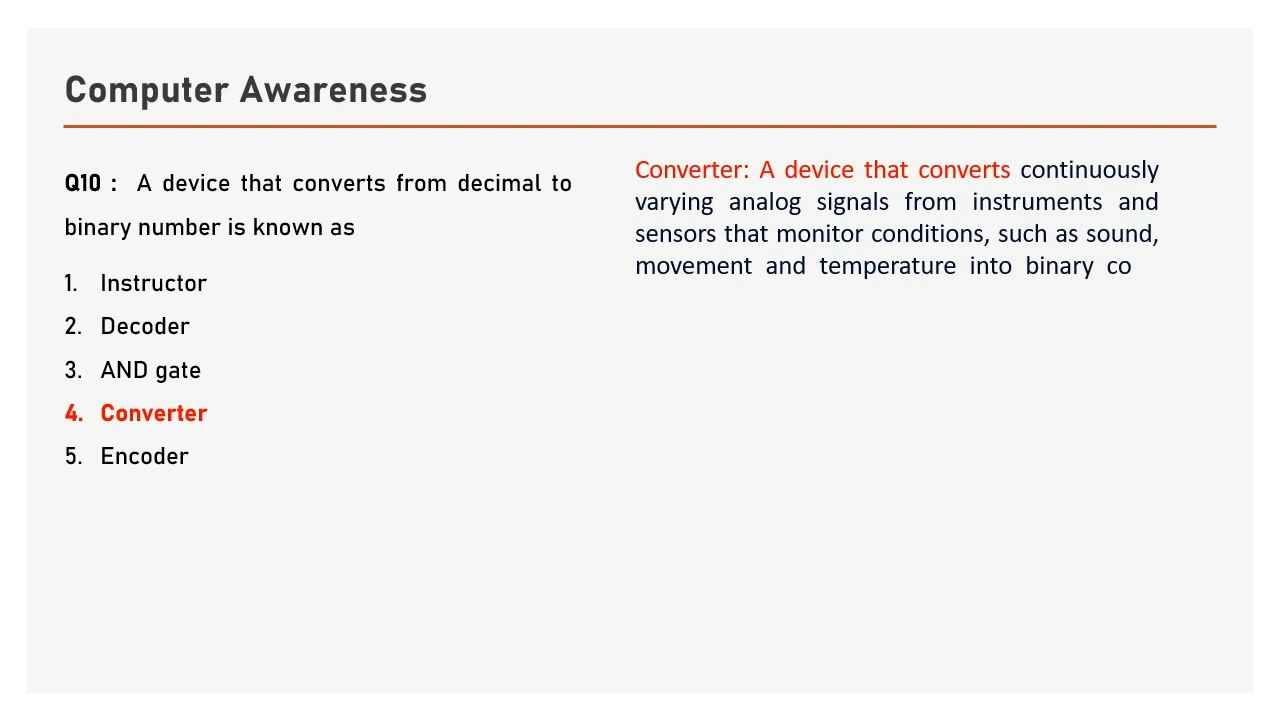 Computer Awareness
Q10 : A device that converts from decimal to
binary number is known as
1. Instructor
2. Decoder
3. AND gate
4. Converter
5. Encoder
Converter: A device that converts continuously
varying analog signals from instruments and
sensors that monitor conditions, such as sound,
movement and temperature into binary co